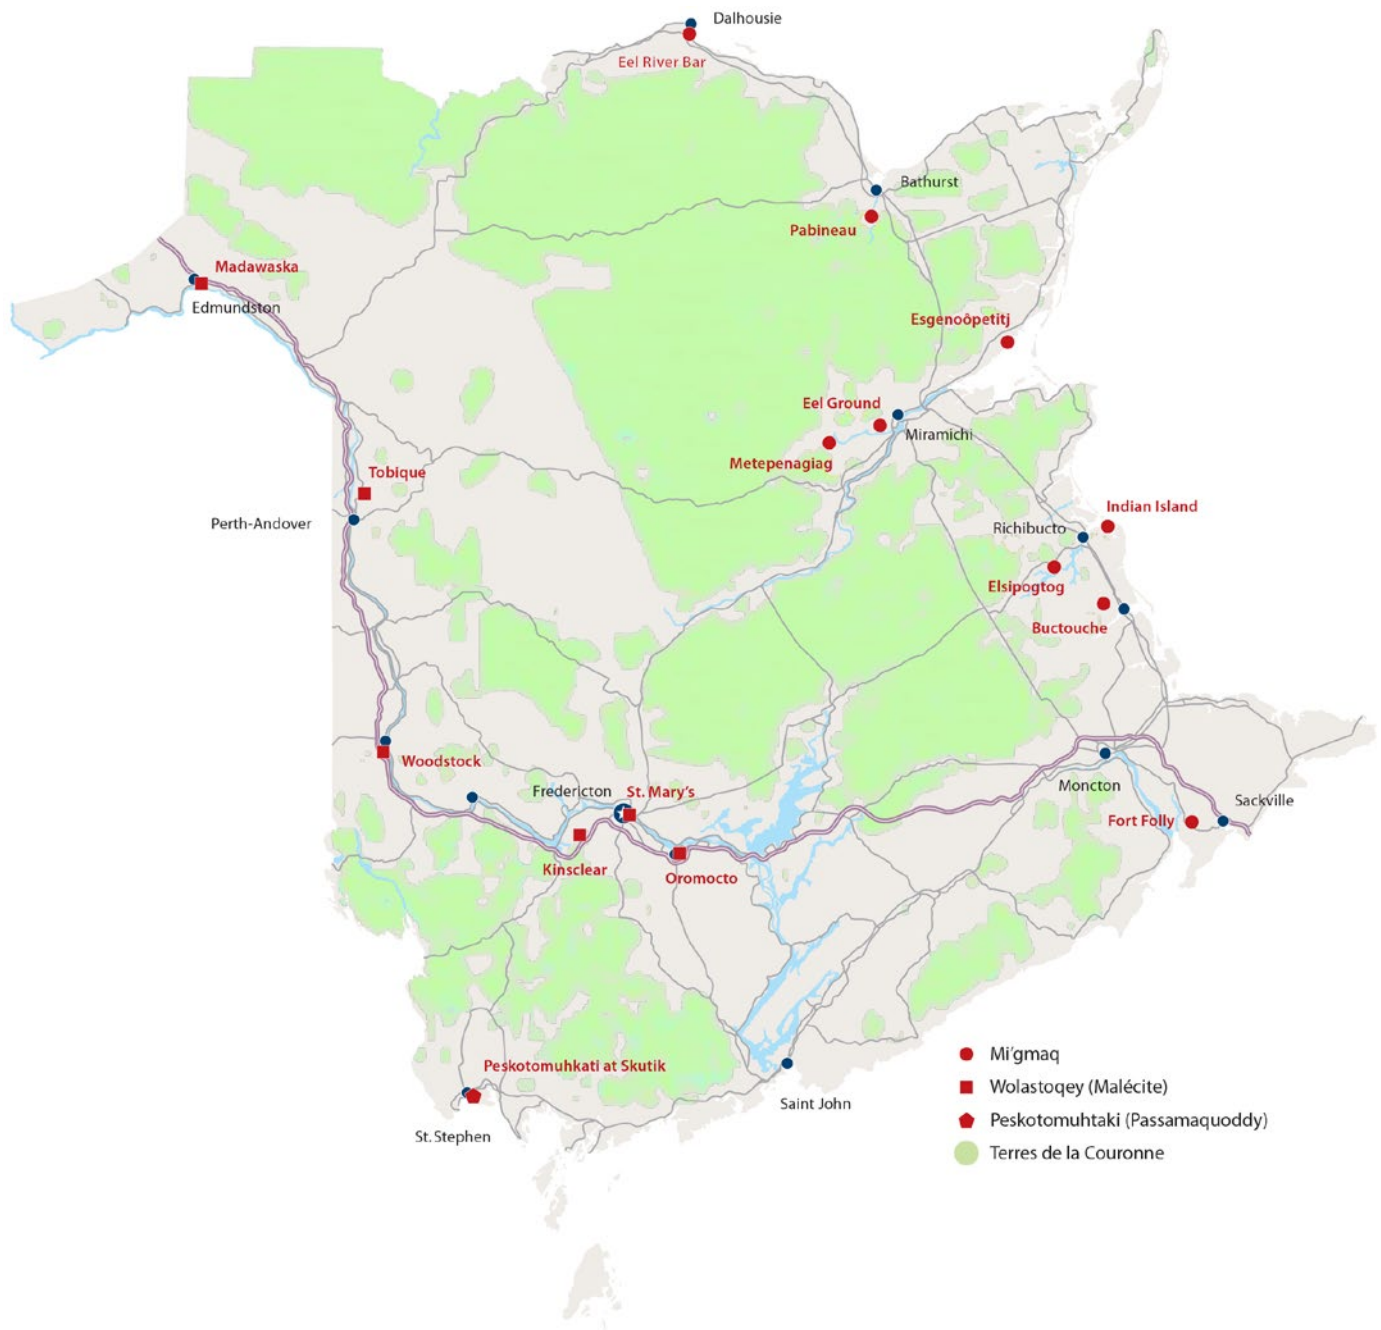 Dalhousie
Eel River Bar
Bathurst
Pabineau
Madawaska
Edmundston
Esgenoôpetitj
Eel Ground
Miramichi
Metepenagiag
Tobique
Perth-Andover
Indian Island
Richibucto
Elsipogtog
Buctouche
Woodstock
Fredericton
St. Mary's
Moncton
Sackville
Fort Folly
Kinsclear
Oromocto
Peskotomuhkati at Skutik
St. Stephen
Saint John
Mi'gmaq
Wolastoqey (Malécite)
Peskotomuhtaki (Passamaquoddy)
Terres de la Couronne